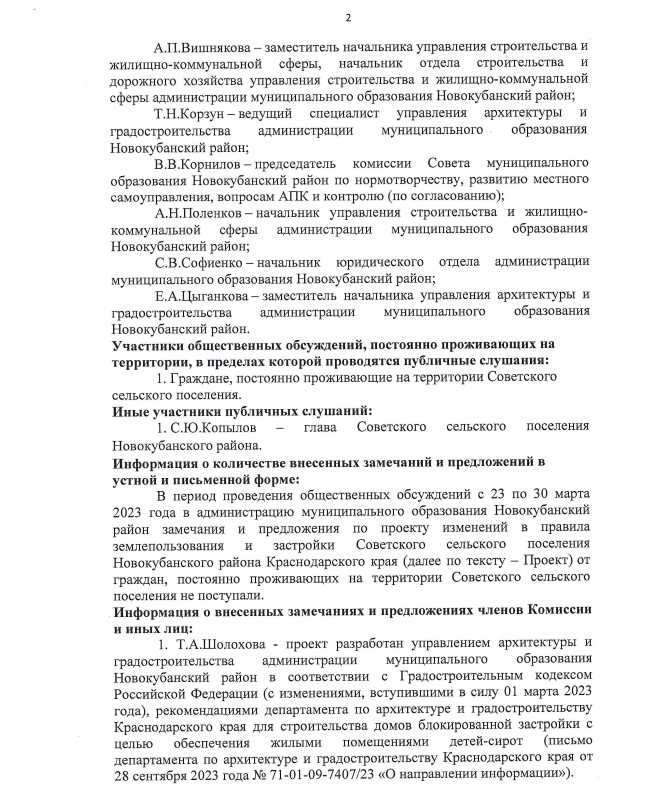 2
А.П.Вишнякова – заместитель начальника управления строительства и
жилищно-коммунальной сферы, начальник отдела строительства и
дорожного хозяйства управления строительства и жилищно-коммунальной
сферы администрации муниципального образования Новокубанский район;
Т.Н.Корзун – ведущий специалист управления архитектуры и
градостроительства администрации муниципального образования
Новокубанский район;
В.В.Корнилов – председатель комиссии Совета муниципального
образования Новокубанский район по нормотворчеству, развитию местного
самоуправления, вопросам АПК и контролю (по согласованию);
А.Н.Поленков – начальник управления строительства и жилищно-
коммунальной сферы администрации муниципального образования
Новокубанский район;
С.В.Софиенко – начальник юридического отдела администрации
муниципального образования Новокубанский район;
Е.А.Цыганкова – заместитель начальника управления архитектуры и
градостроительства администрации муниципального образования
Новокубанский район.
Участники общественных обсуждений, постоянно проживающих на
территории, в пределах которой проводятся публичные слушания:
1. Граждане, постоянно проживающие на территории Советского
сельского поселения.
Иные участники публичных слушаний:
1. С.Ю.Копылов – глава Советского сельского поселения
Новокубанского района.
Информация о количестве внесенных замечаний и предложений в
устной и письменной форме:
В период проведения общественных обсуждений с 23 по 30 марта
2023 года в администрацию муниципального образования Новокубанский
район замечания и предложения по проекту изменений в правила
землепользования и застройки Советского сельского поселения
Новокубанского района Краснодарского края (далее по тексту – Проект) от
граждан, постоянно проживающих на территории Советского сельского
поселения не поступали.
Информация о внесенных замечаниях и предложениях членов Комиссии
и иных лиц:
1. Т.А.Шолохова - проект разработан управлением архитектуры и
градостроительства администрации муниципального образования
Новокубанский район в соответствии с Градостроительным кодексом
Российской Федерации (с изменениями, вступившими в силу 01 марта 2023
года), рекомендациями департамента по архитектуре и градостроительству
Краснодарского края для строительства домов блокированной застройки с
целью обеспечения жилыми помещениями детей-сирот (письмо
департамента по архитектуре и градостроительству Краснодарского края от
28 сентября 2023 года № 71-01-09-7407/23 «О направлении информации»).